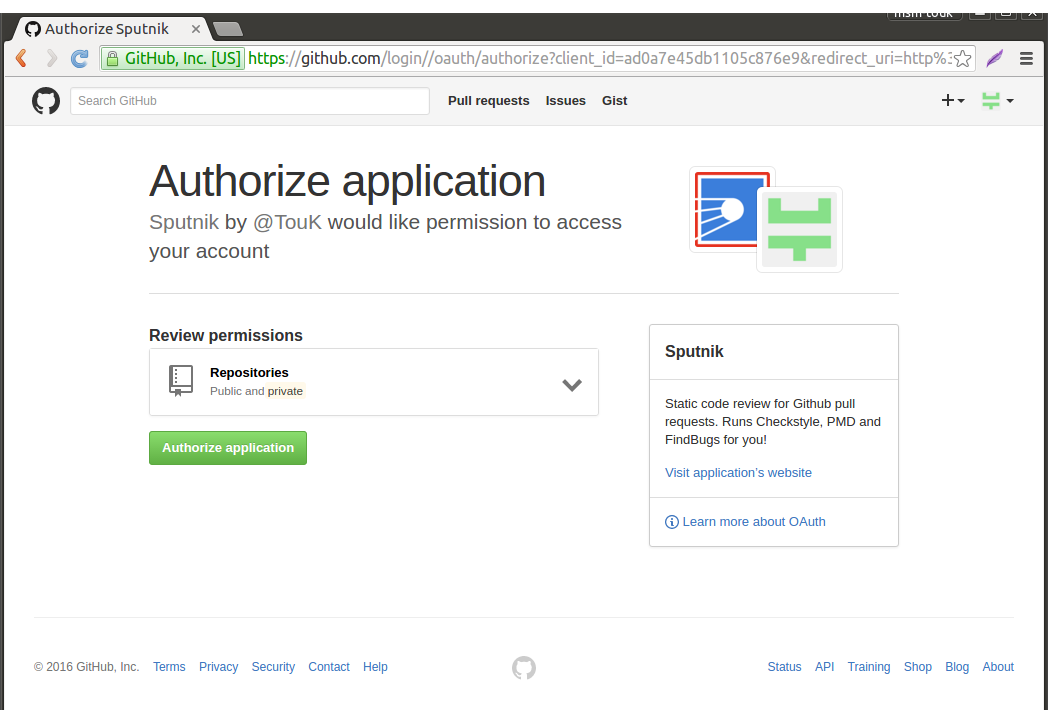 Authorize Sputnik
GitHub, Inc. [US] https://github.com/login//oauth/authorize?client_id=ad0a7e45db1105c876e9&redirect_uri=http%3
Search GitHub
Pull requests Issues Gist
Authorize application
Sputnik by @TouK would like permission to access
your account
Review permissions
Repositories
Public and private
Authorize application
Sputnik
Static code review for Github pull
requests. Runs Checkstyle, PMD and
FindBugs for you!
Visit application's website
Learn more about OAuth
© 2016 GitHub, Inc. Terms Privacy Security Contact Help
Status API Training Shop Blog About